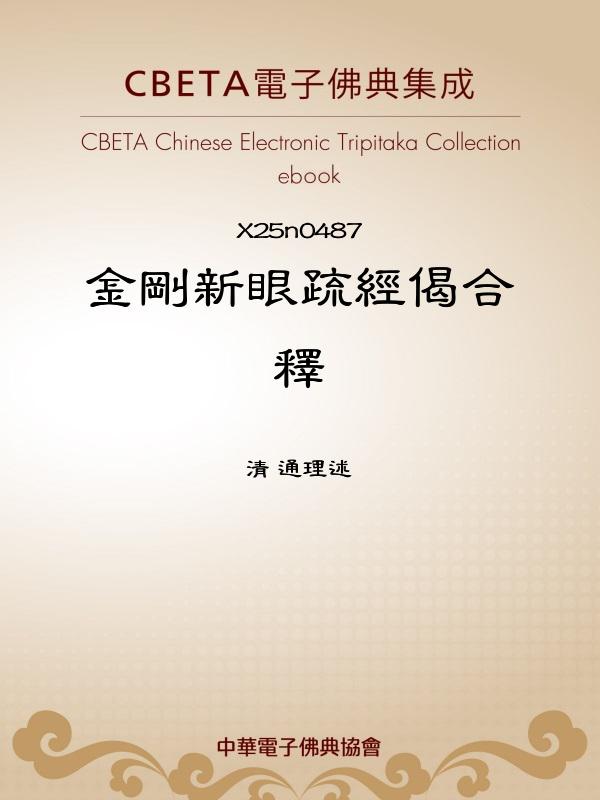 CBETA電子佛典集成
CBETA Chinese Electronic Tripitaka Collection
ebook
X25n0487
金剛新眼疏經偈合
釋
清 通理述
中華電子佛典協會